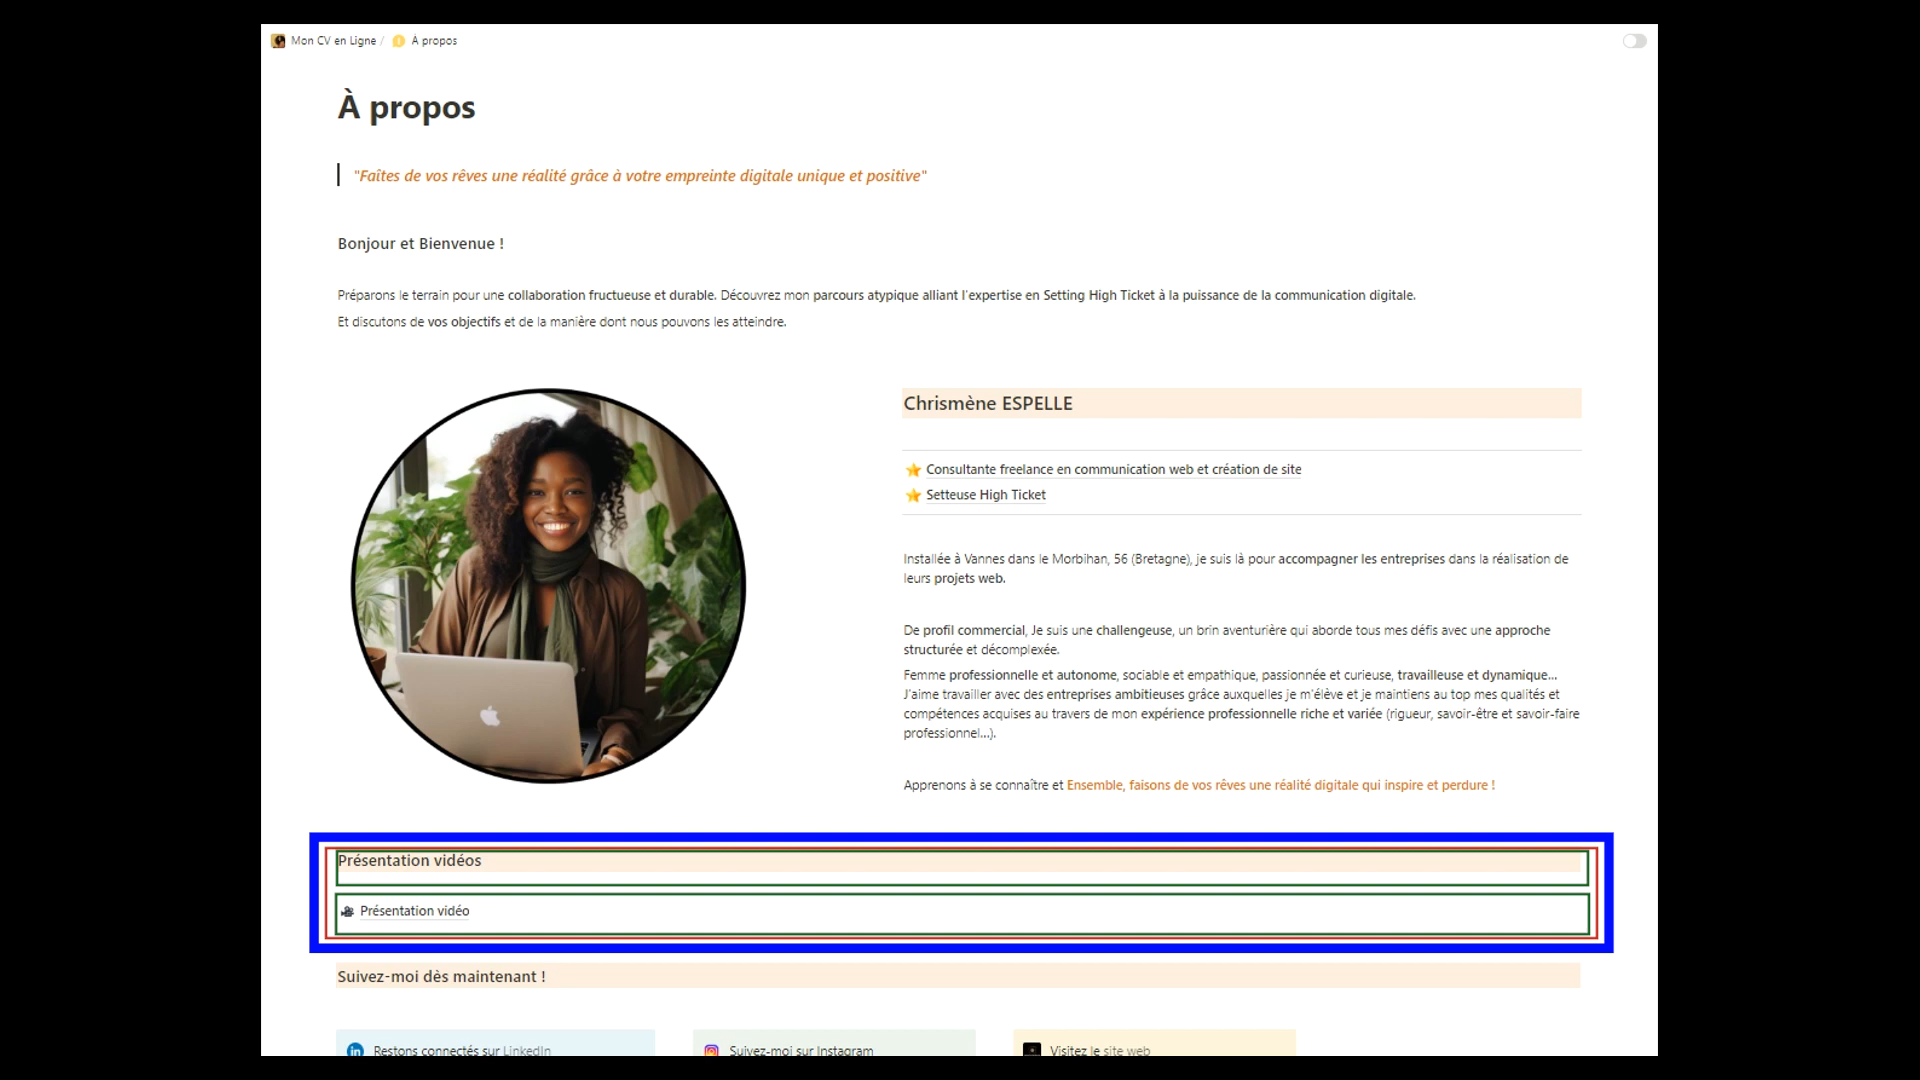 Mon CV en Ligne / À propos
À propos
"Faîtes de vos rêves une réalité grâce à votre empreinte digitale unique et positive"
Bonjour et Bienvenue !
Préparons le terrain pour une collaboration fructueuse et durable. Découvrez mon parcours atypique alliant l'expertise en Setting High Ticket à la puissance de la communication digitale.
Et discutons de vos objectifs et de la manière dont nous pouvons les atteindre.
Chrismène ESPELLE
Consultante freelance en communication web et création de site
Setteuse High Ticket
Installée à Vannes dans le Morbihan, 56 (Bretagne), je suis là pour accompagner les entreprises dans la réalisation de
leurs projets web.
De profil commercial, Je suis une challengeuse, un brin aventurière qui aborde tous mes défis avec une approche
structurée et décomplexée.
Femme professionnelle et autonome, sociable et empathique, passionnée et curieuse, travailleuse et dynamique...
J'aime travailler avec des entreprises ambitieuses grâce auxquelles je m'élève et je maintiens au top mes qualités et
compétences acquises au travers de mon expérience professionnelle riche et variée (rigueur, savoir-être et savoir-faire
professionnel...).
Apprenons à se connaître et Ensemble, faisons de vos rêves une réalité digitale qui inspire et perdure !
Présentation vidéos
Présentation vidéo
Suivez-moi dès maintenant !
Restons connectés sur LinkedIn
Suivez-moi sur Instagram
Visitez le site web